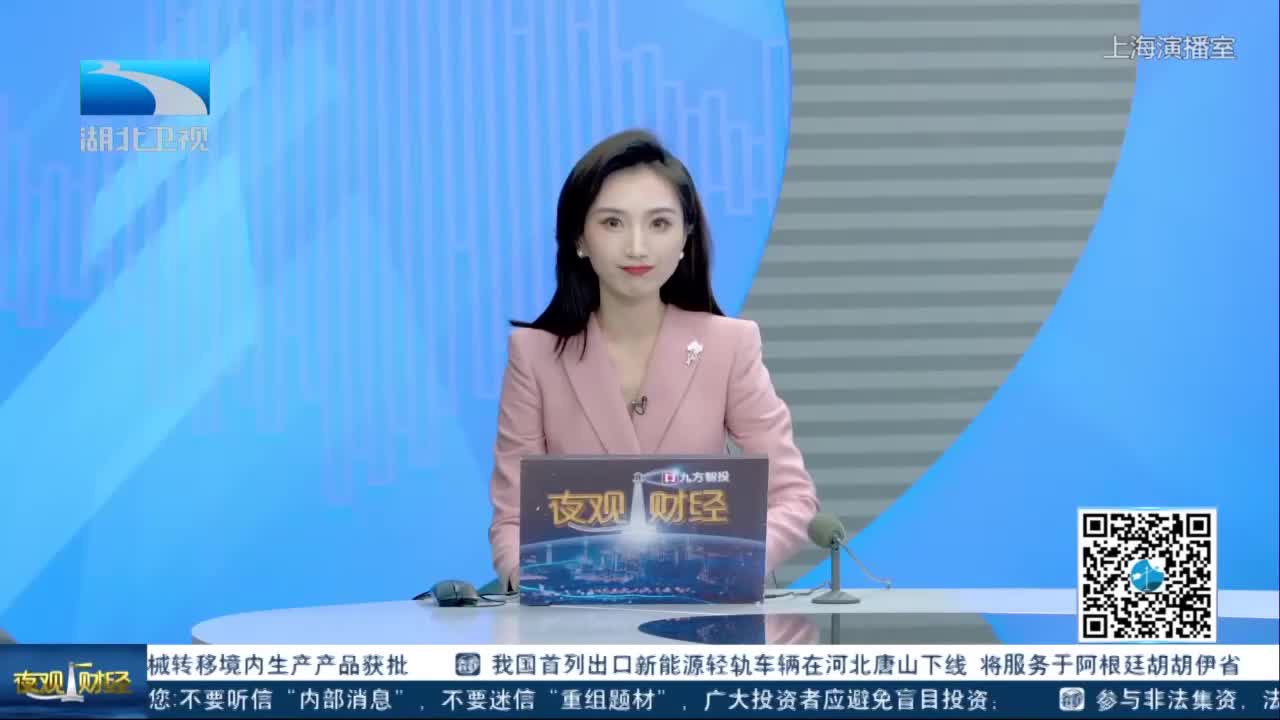 上海演播室
湖北卫视
九方智投
夜观财经
夜观财经
械转移境内生产产品获批 我国首列出口新能源轻轨车辆在河北唐山下线 将服务于阿根廷胡胡伊省
您:不要听信“内部消息”，不要迷信“重组题材”，广大投资者应避免盲目投资; 参与非法集资,